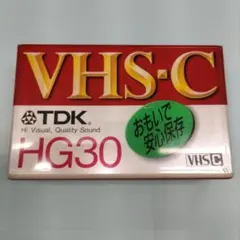 VHS-C
TDK
Hi Visual, Quality Sound
おもいで
安心保存
HG30
VHS C